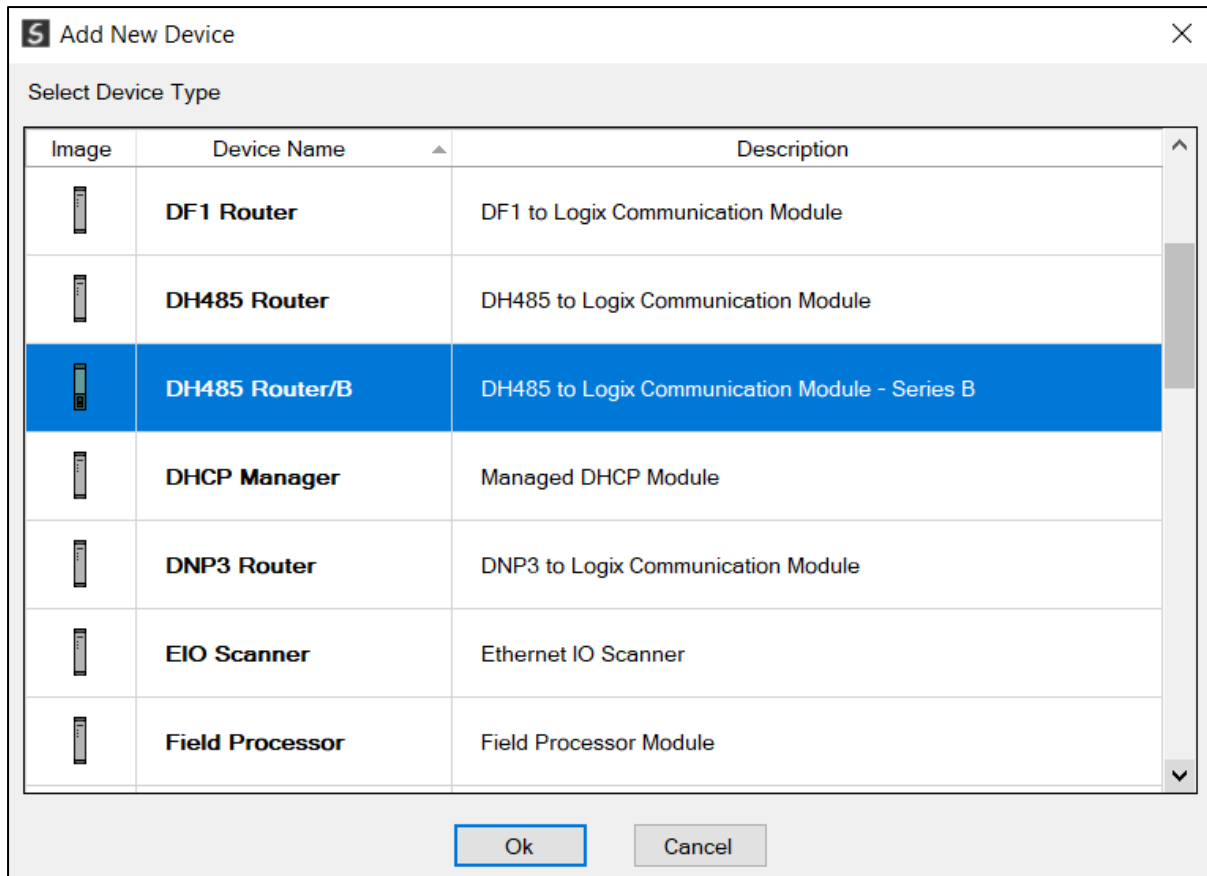 S Add New Device
Select Device Type
Image Device Name Description
DF1 Router DF1 to Logix Communication Module
DH485 Router DH485 to Logix Communication Module
DH485 Router/B DH485 to Logix Communication Module - Series B
DHCP Manager Managed DHCP Module
DNP3 Router DNP3 to Logix Communication Module
EIO Scanner Ethernet IO Scanner
Field Processor Field Processor Module
Ok Cancel